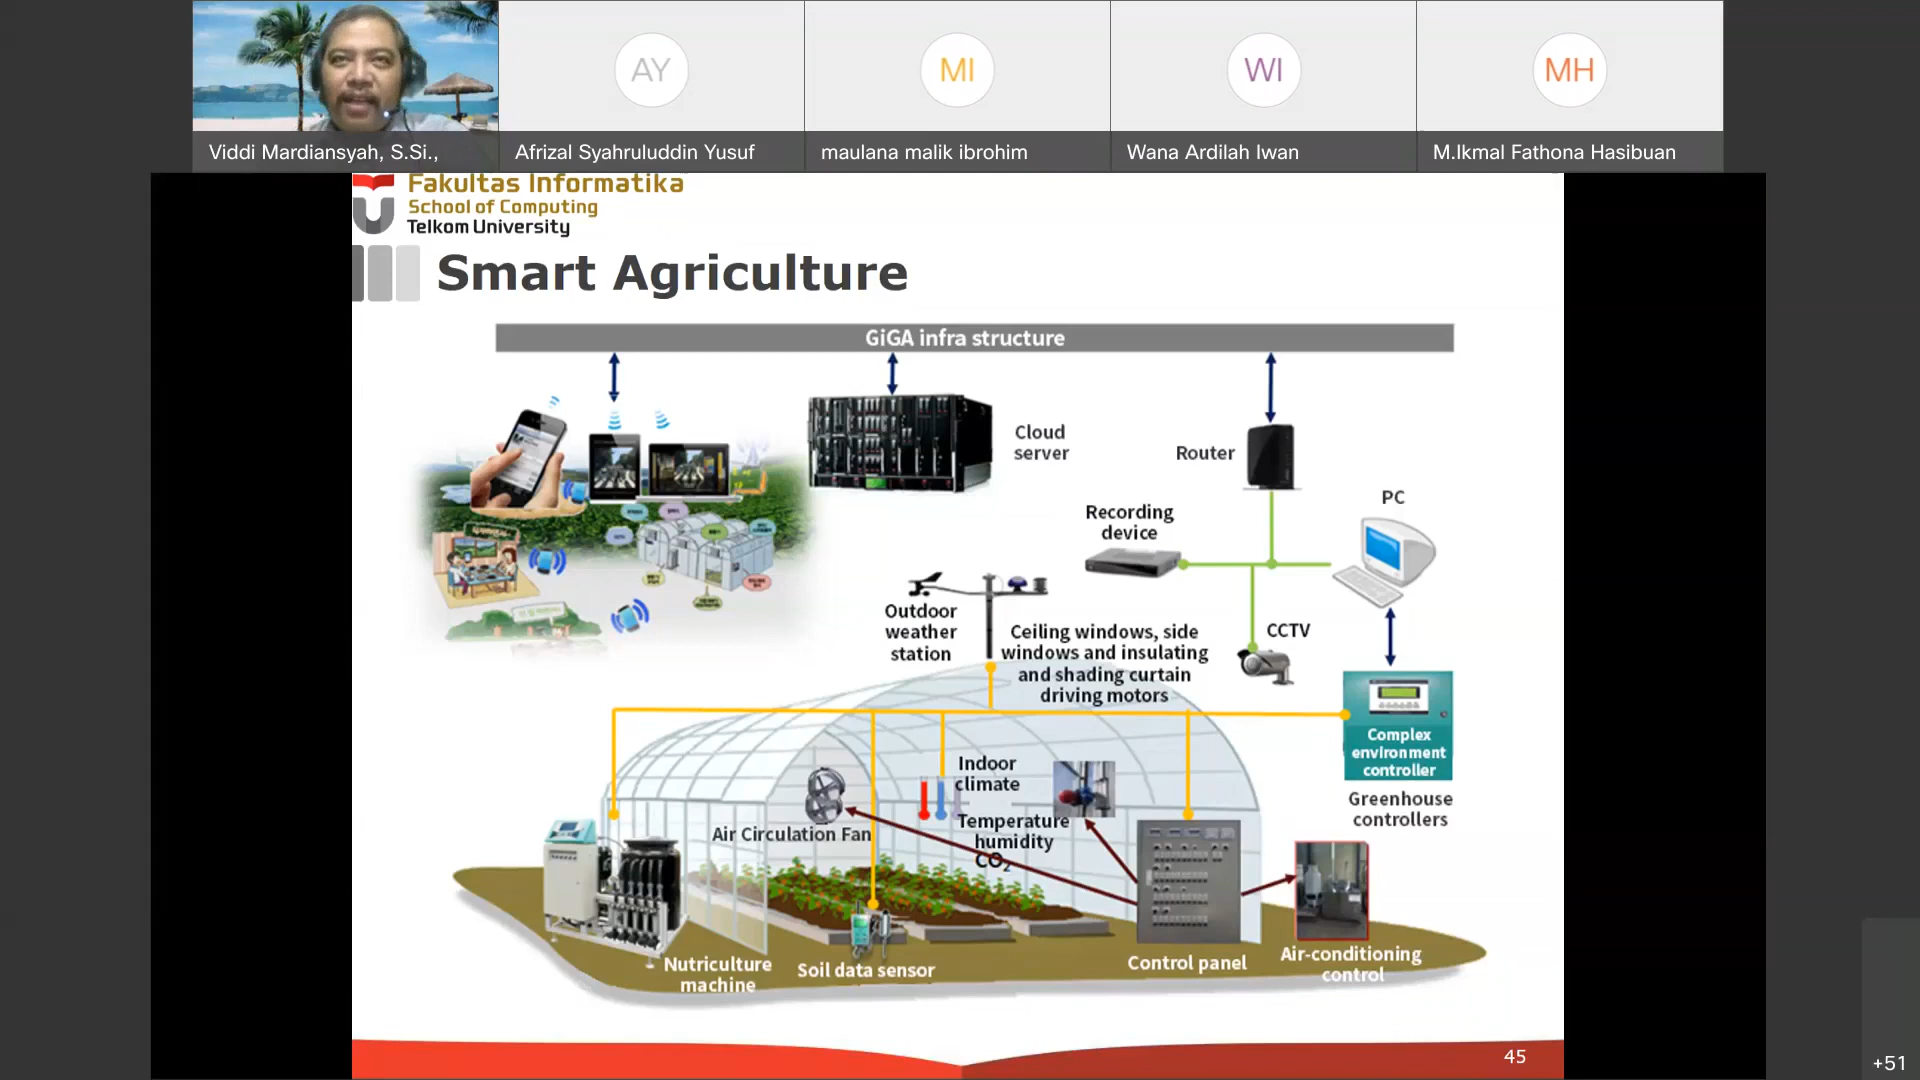 AY
MI
WI
MH
Viddi Mardiansyah, S.Si.,
Afrizal Syahruluddin Yusuf
maulana malik ibrohim
Wana Ardilah Iwan
M.Ikmal Fathona Hasibuan
Fakultas Informatika
School of Computing
Telkom University
Smart Agriculture
GiGA infra structure
Cloud
server
Router
PC
Recording
device
Outdoor
weather
station
CCTV
Ceiling windows, side
windows and insulating
and shading curtain
driving motors
Complex
environment
controller
Greenhouse
controllers
Indoor
climate
Temperature
humidity
CO₂
Air Circulation Fan
Nutriculture
machine
Soil data sensor
Control panel
Air-conditioning
control
45
+51